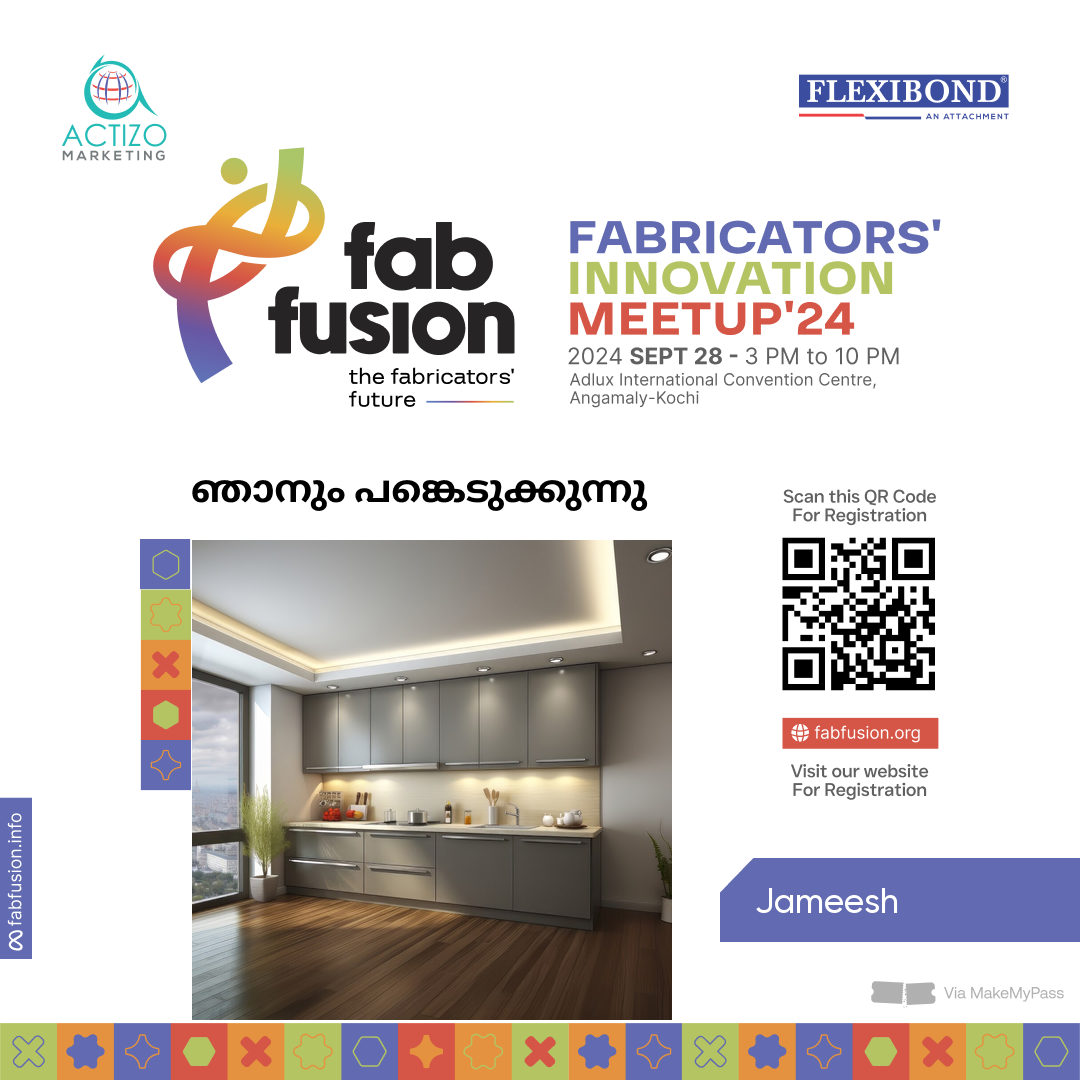 ACTIZO
MARKETING
FLEXIBOND®
AN ATTACHMENT
fab
fusion
the fabricators'
future
FABRICATORS'
INNOVATION
MEETUP'24
2024 SEPT 28 - 3 PM to 10 PM
Adlux International Convention Centre,
Angamaly-Kochi
ഞാനും പങ്കെടുക്കുന്നു
Scan this QR Code
For Registration
fabfusion.org
Visit our website
For Registration
fabfusion.info
Jameesh
Via MakeMyPass